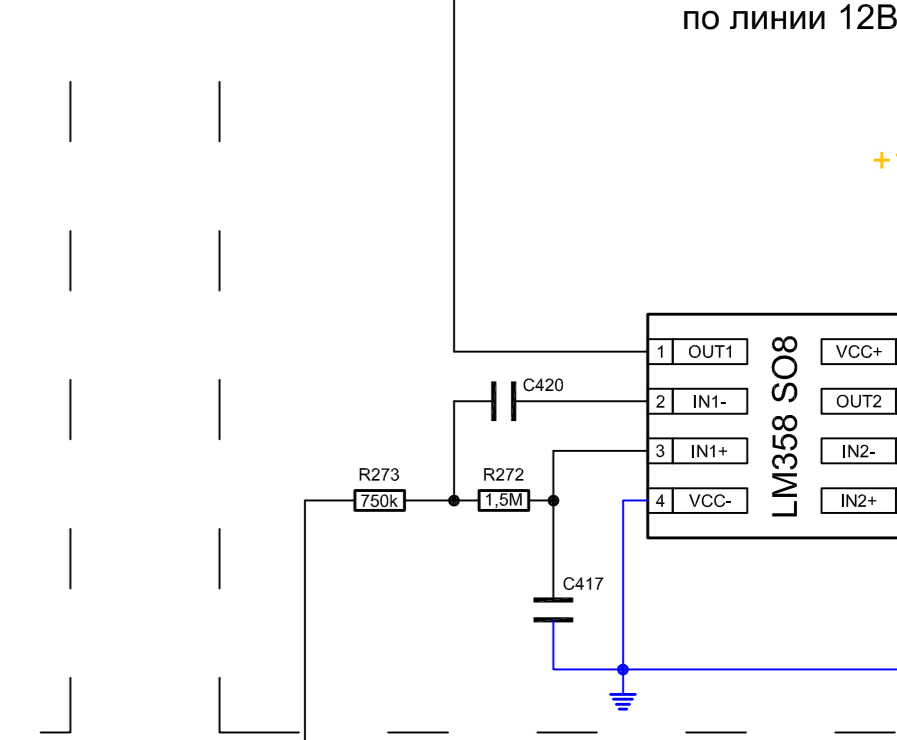 по линии 12В
+
C420
1 OUT1
VCC+
2 IN1-
OUT2
3 IN1+
IN2-
4 VCC-
IN2+
LM358 SO8
R273
750k
R272
1,5M
C417